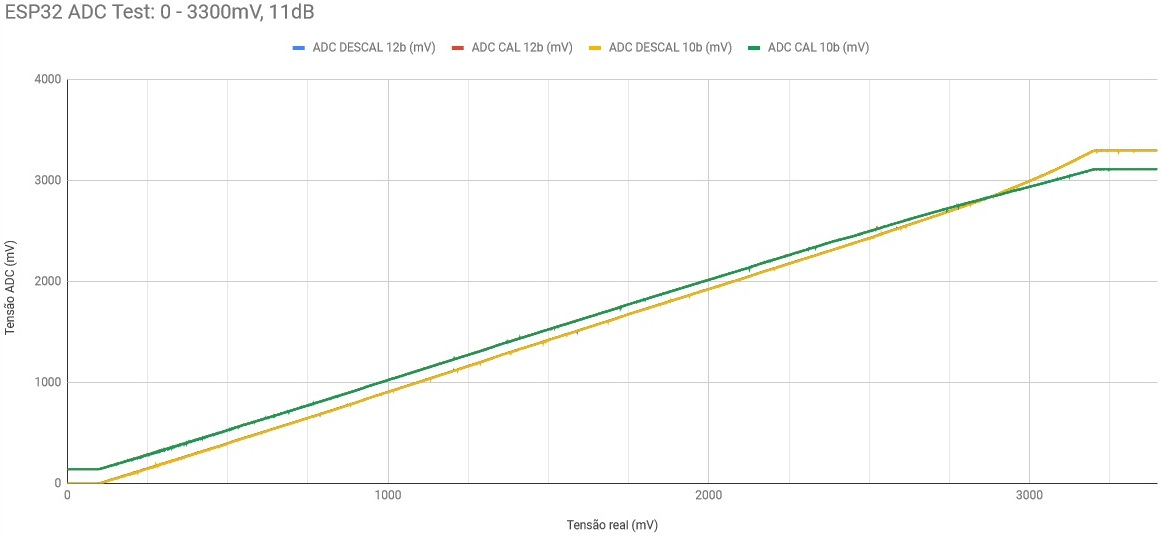 ESP32 ADC Test: 0 - 3300mV, 11dB
ADC DESCAL 12b (mV) ADC CAL 12b (mV) ADC DESCAL 10b (mV) ADC CAL 10b (mV)
4000
3000
2000
1000
0
Tensão ADC (mV)
0 1000 2000 3000
Tensão real (mV)